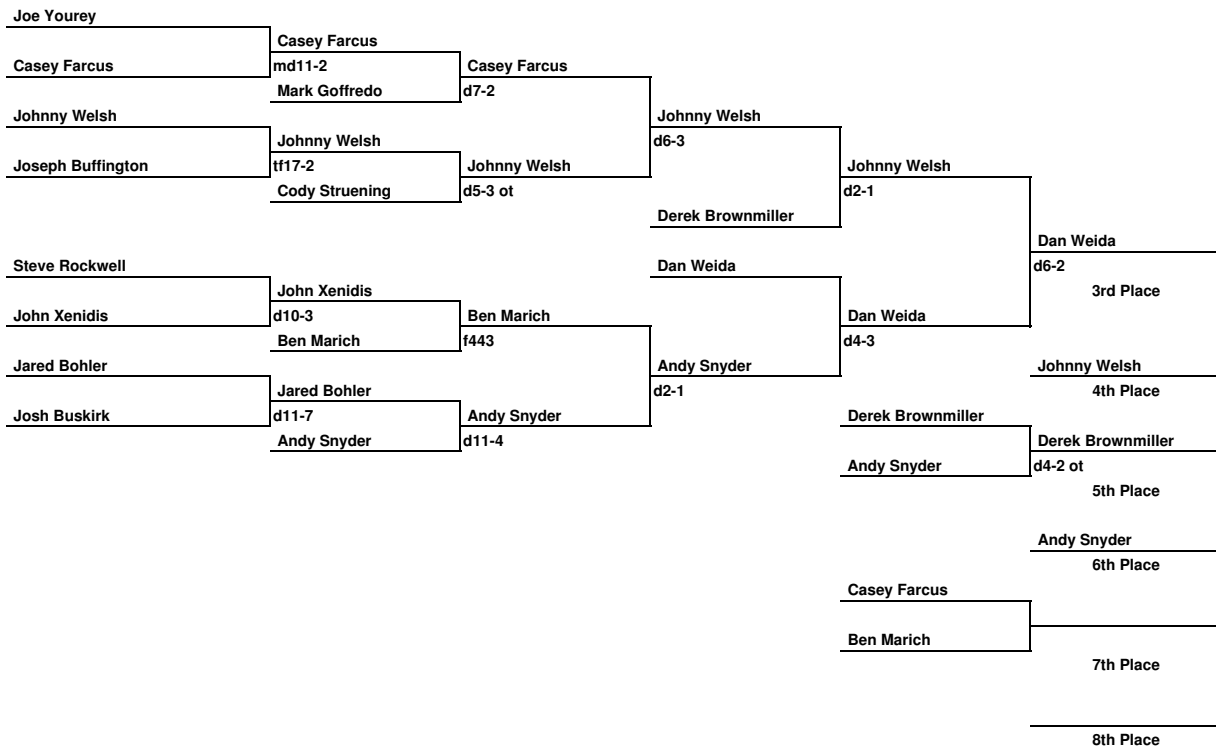 Joe Yourey
Casey Farcus
Casey Farcus
md11-2
Casey Farcus
Mark Goffredo
d7-2
Johnny Welsh
Johnny Welsh
Johnny Welsh
d6-3
Joseph Buffington
tf17-2
Johnny Welsh
Johnny Welsh
Cody Struening
d5-3 ot
d2-1
Derek Brownmiller
Dan Weida
Steve Rockwell
Dan Weida
d6-2
John Xenidis
3rd Place
John Xenidis
d10-3
Ben Marich
Dan Weida
Ben Marich
f443
d4-3
Jared Bohler
Andy Snyder
Johnny Welsh
Jared Bohler
d2-1
4th Place
Josh Buskirk
d11-7
Andy Snyder
Derek Brownmiller
Andy Snyder
d11-4
Derek Brownmiller
Andy Snyder
d4-2 ot
5th Place
Andy Snyder
6th Place
Casey Farcus
Ben Marich
7th Place
8th Place